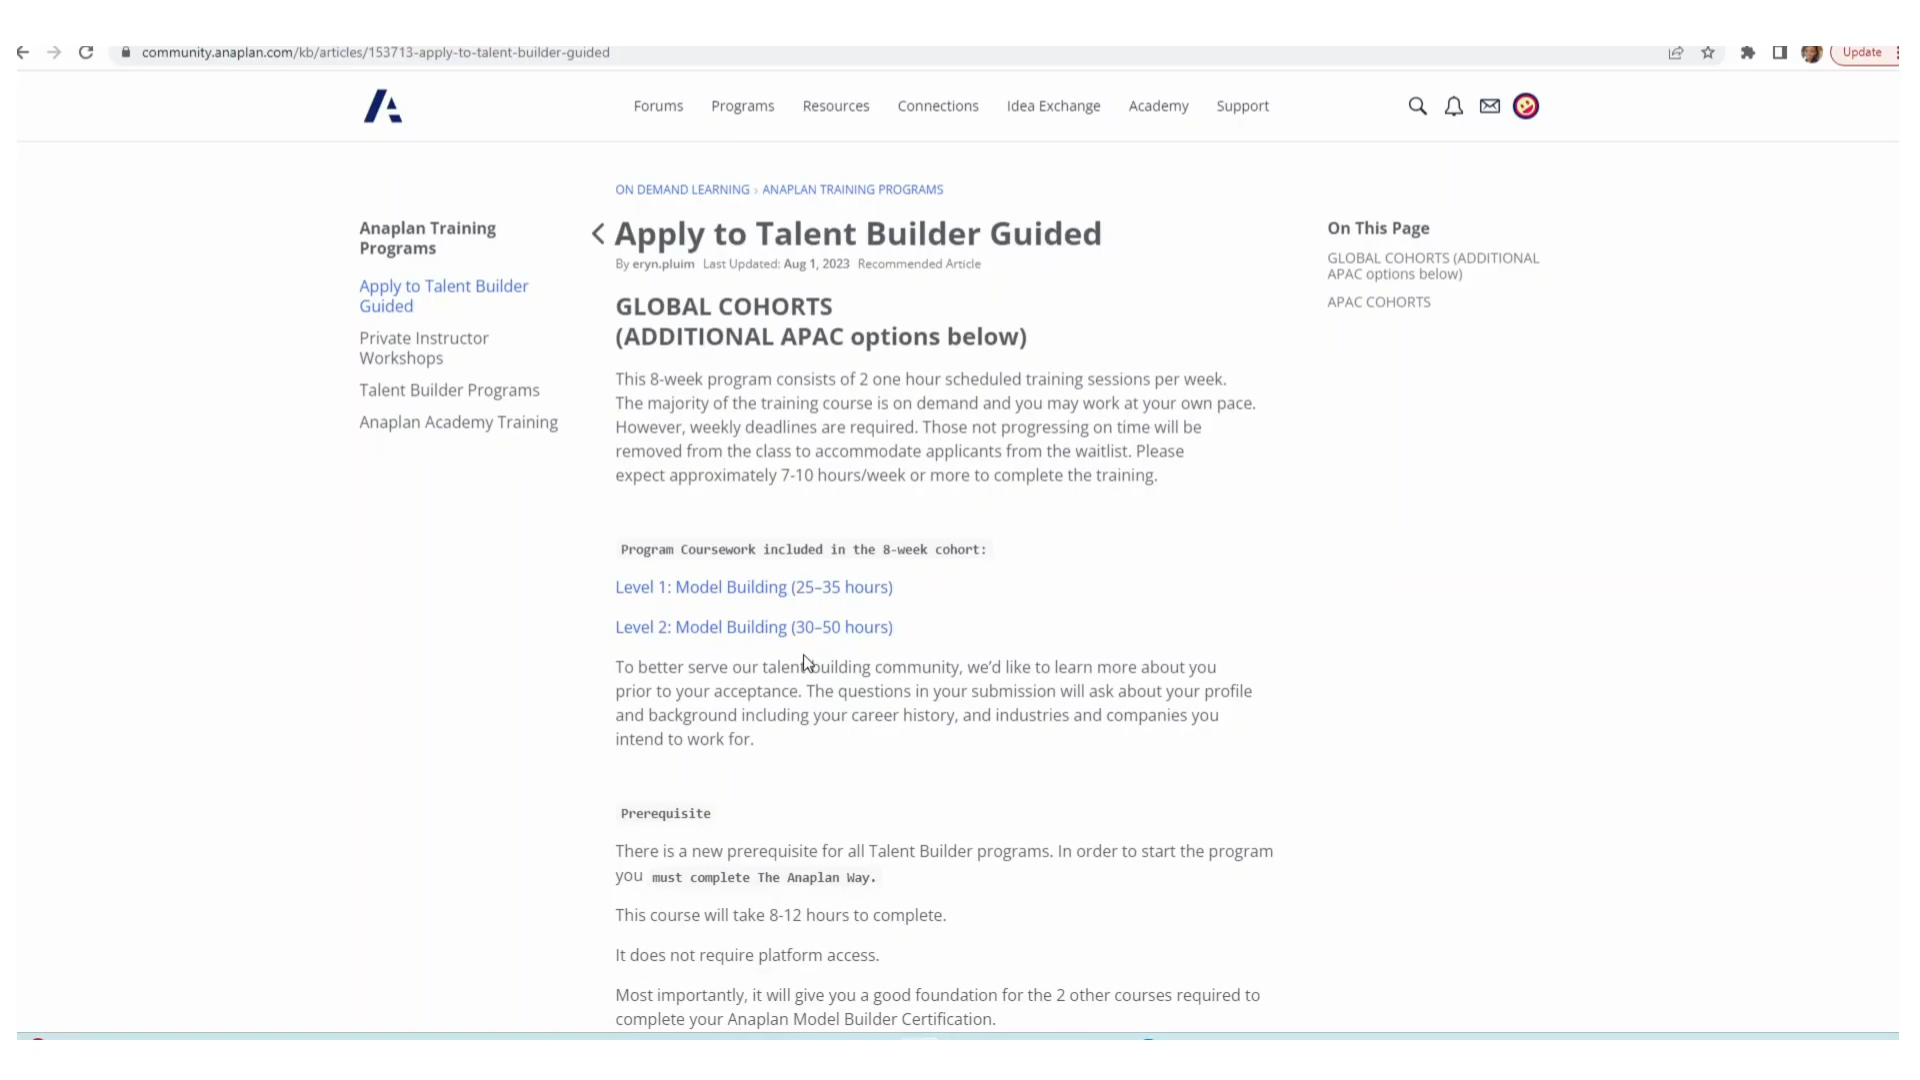 community.anaplan.com/kb/articles/153713-apply-to-talent-builder-guided
Update
Forums
Programs
Resources
Connections
Idea Exchange
Academy
Support
ON DEMAND LEARNING › ANAPLAN TRAINING PROGRAMS
Anaplan Training
Programs
Apply to Talent Builder
Guided
Private Instructor
Workshops
Talent Builder Programs
Anaplan Academy Training
Apply to Talent Builder Guided
By eryn.pluim Last Updated: Aug 1, 2023 Recommended Article
GLOBAL COHORTS
(ADDITIONAL APAC options below)
This 8-week program consists of 2 one hour scheduled training sessions per week.
The majority of the training course is on demand and you may work at your own pace.
However, weekly deadlines are required. Those not progressing on time will be
removed from the class to accommodate applicants from the waitlist. Please
expect approximately 7-10 hours/week or more to complete the training.
Program Coursework included in the 8-week cohort:
Level 1: Model Building (25–35 hours)
Level 2: Model Building (30–50 hours)
To better serve our talent building community, we'd like to learn more about you
prior to your acceptance. The questions in your submission will ask about your profile
and background including your career history, and industries and companies you
intend to work for.
Prerequisite
There is a new prerequisite for all Talent Builder programs. In order to start the program
you must complete The Anaplan Way.
This course will take 8-12 hours to complete.
It does not require platform access.
Most importantly, it will give you a good foundation for the 2 other courses required to
complete your Anaplan Model Builder Certification.
On This Page
GLOBAL COHORTS (ADDITIONAL
APAC options below)
APAC COHORTS